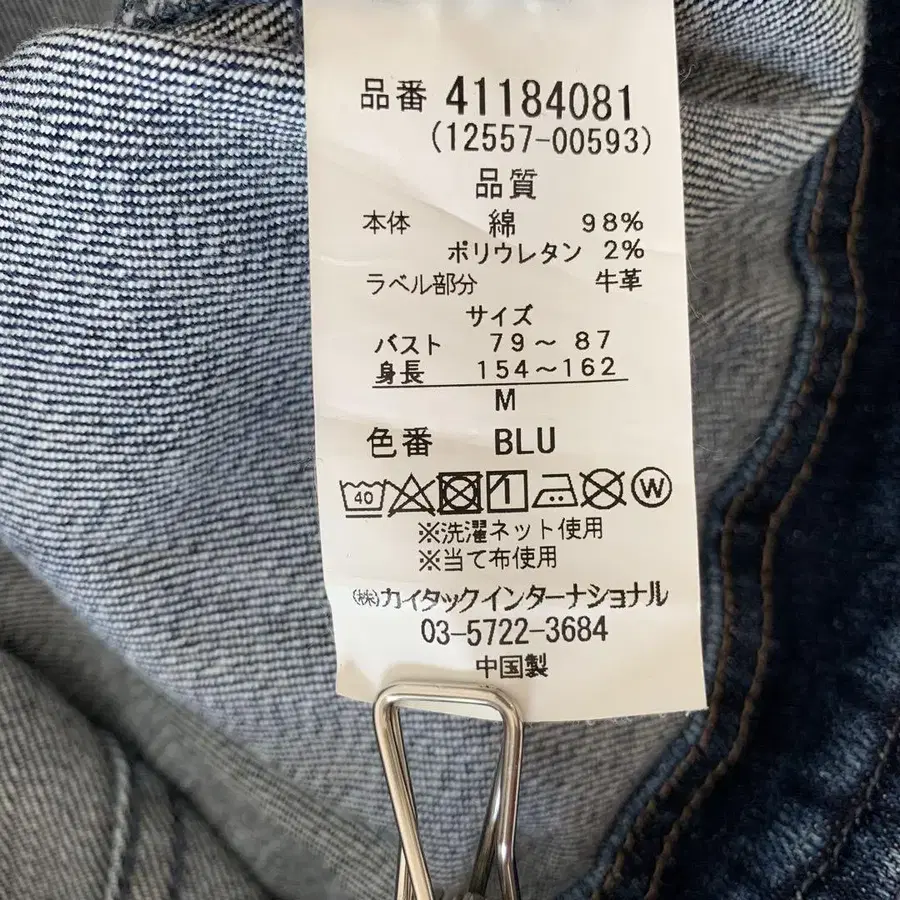 品番 41184081
(12557-00593)
品質
本体 綿 98%
ポリウレタン 2%
ラベル部分 牛革
サイズ
バスト 79～ 87
身長 154～162
M
色番 BLU
40 W
※洗濯ネット使用
※当て布使用
㈱カイタックインターナショナル
03-5722-3684
中国製